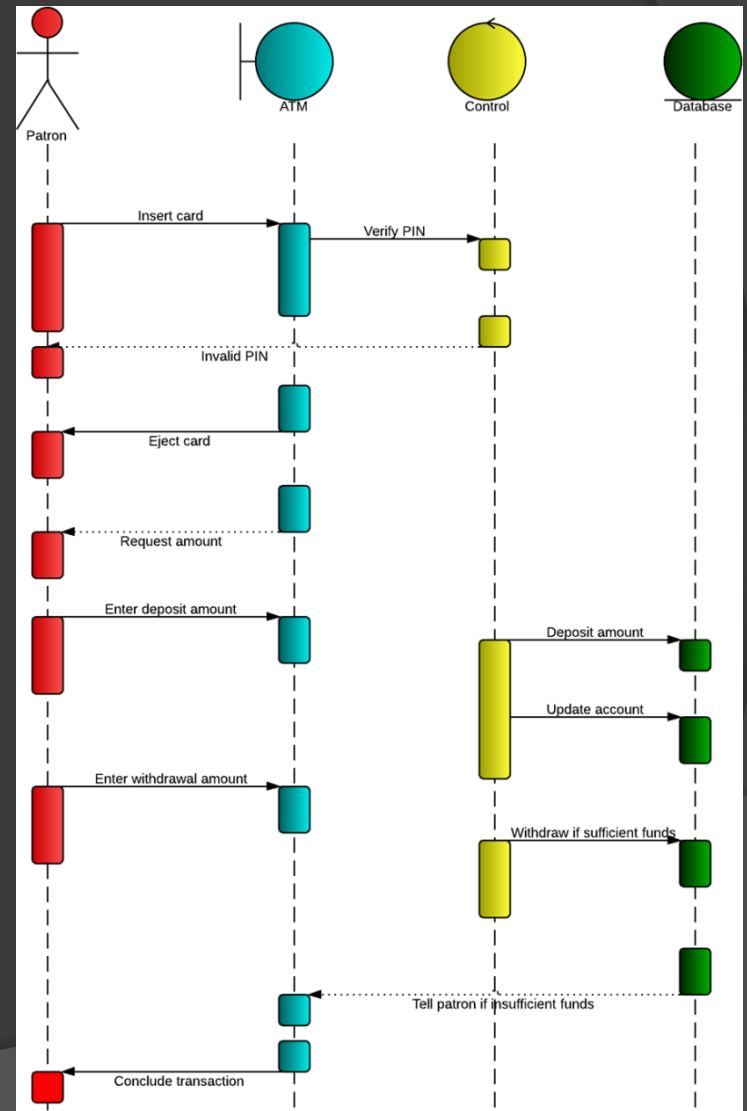 Patron
ATM
Control
Database
Insert card
Verify PIN
Invalid PIN
Eject card
Request amount
Enter deposit amount
Deposit amount
Update account
Enter withdrawal amount
Withdraw if sufficient funds
Tell patron if insufficient funds
Conclude transaction